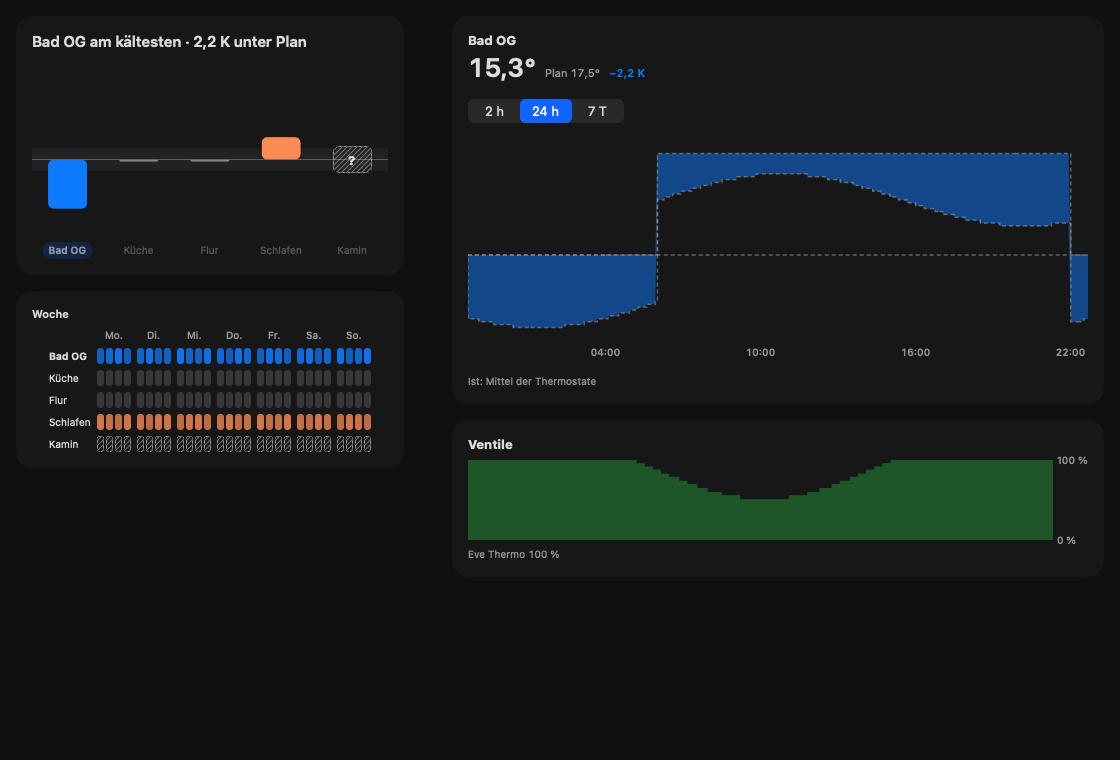 Bad OG am kältesten · 2,2 K unter Plan
?
Bad OG Küche Flur Schlafen Kamin
Woche
Mo. Di. Mi. Do. Fr. Sa. So.
Bad OG
Küche
Flur
Schlafen
Kamin
Bad OG
15,3° Plan 17,5° −2,2 K
2 h 24 h 7 T
04:00 10:00 16:00 22:00
Ist: Mittel der Thermostate
Ventile
100 %
0 %
Eve Thermo 100 %